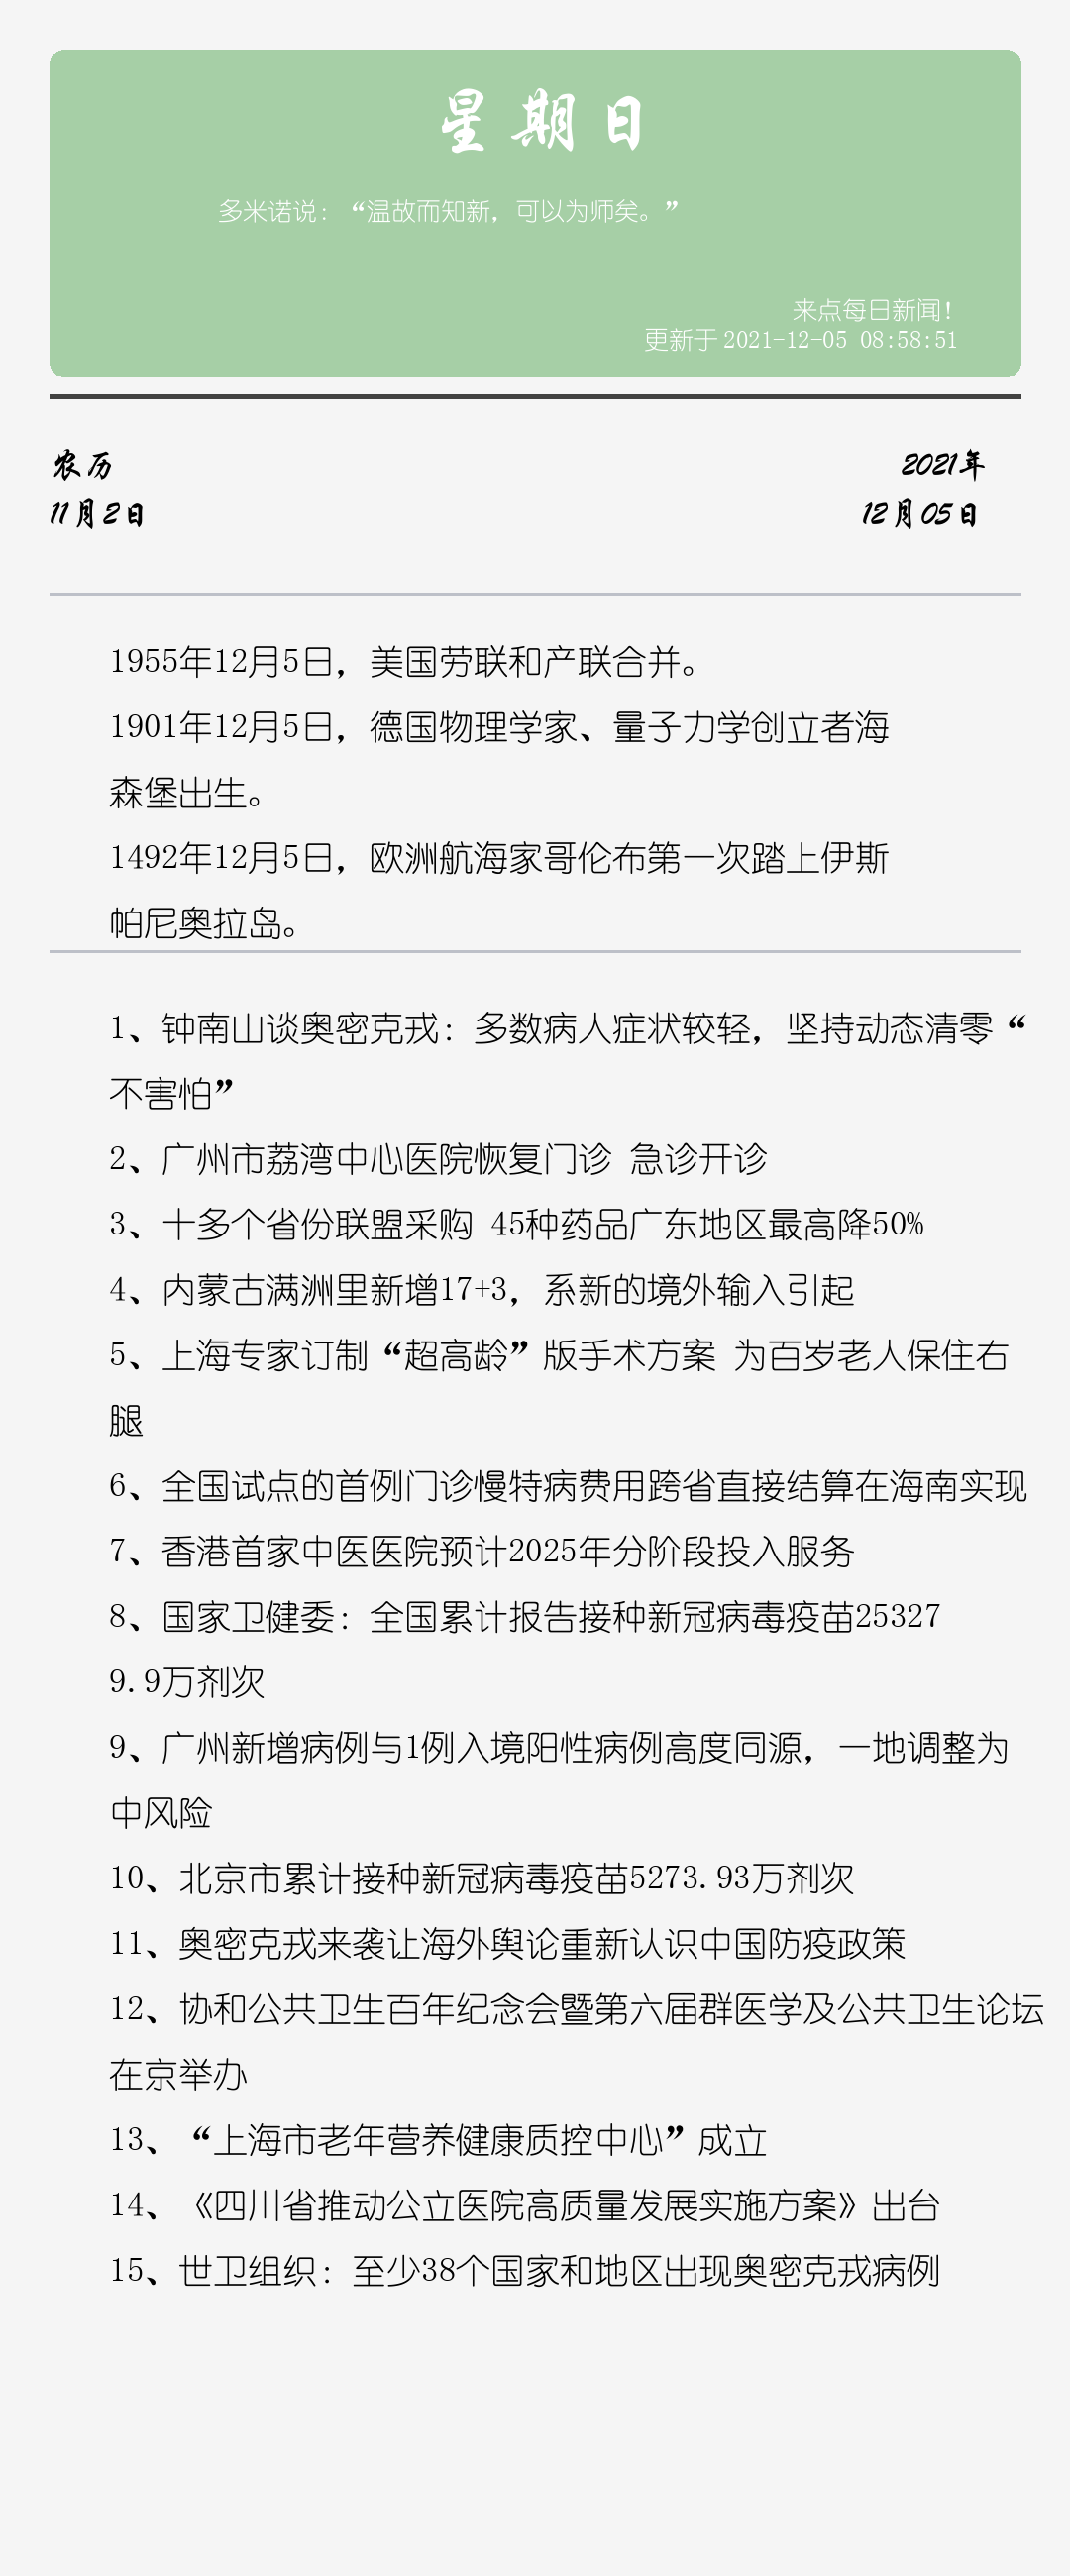 星期日
多米诺说：“温故而知新，可以为师矣。”
来点每日新闻！
更新于 2021-12-05 08:58:51
农历
2021年
11月2日
12月05日
1955年12月5日，美国劳联和产联合并。
1901年12月5日，德国物理学家、量子力学创立者海
森堡出生。
1492年12月5日，欧洲航海家哥伦布第一次踏上伊斯
帕尼奥拉岛。
1、钟南山谈奥密克戎：多数病人症状较轻，坚持动态清零“
不害怕”
2、广州市荔湾中心医院恢复门诊 急诊开诊
3、十多个省份联盟采购 45种药品广东地区最高降50%
4、内蒙古满洲里新增17+3，系新的境外输入引起
5、上海专家订制“超高龄”版手术方案 为百岁老人保住右
腿
6、全国试点的首例门诊慢特病费用跨省直接结算在海南实现
7、香港首家中医医院预计2025年分阶段投入服务
8、国家卫健委：全国累计报告接种新冠病毒疫苗25327
9.9万剂次
9、广州新增病例与1例入境阳性病例高度同源，一地调整为
中风险
10、北京市累计接种新冠病毒疫苗5273.93万剂次
11、奥密克戎来袭让海外舆论重新认识中国防疫政策
12、协和公共卫生百年纪念会暨第六届群医学及公共卫生论坛
在京举办
13、“上海市老年营养健康质控中心”成立
14、《四川省推动公立医院高质量发展实施方案》出台
15、世卫组织：至少38个国家和地区出现奥密克戎病例